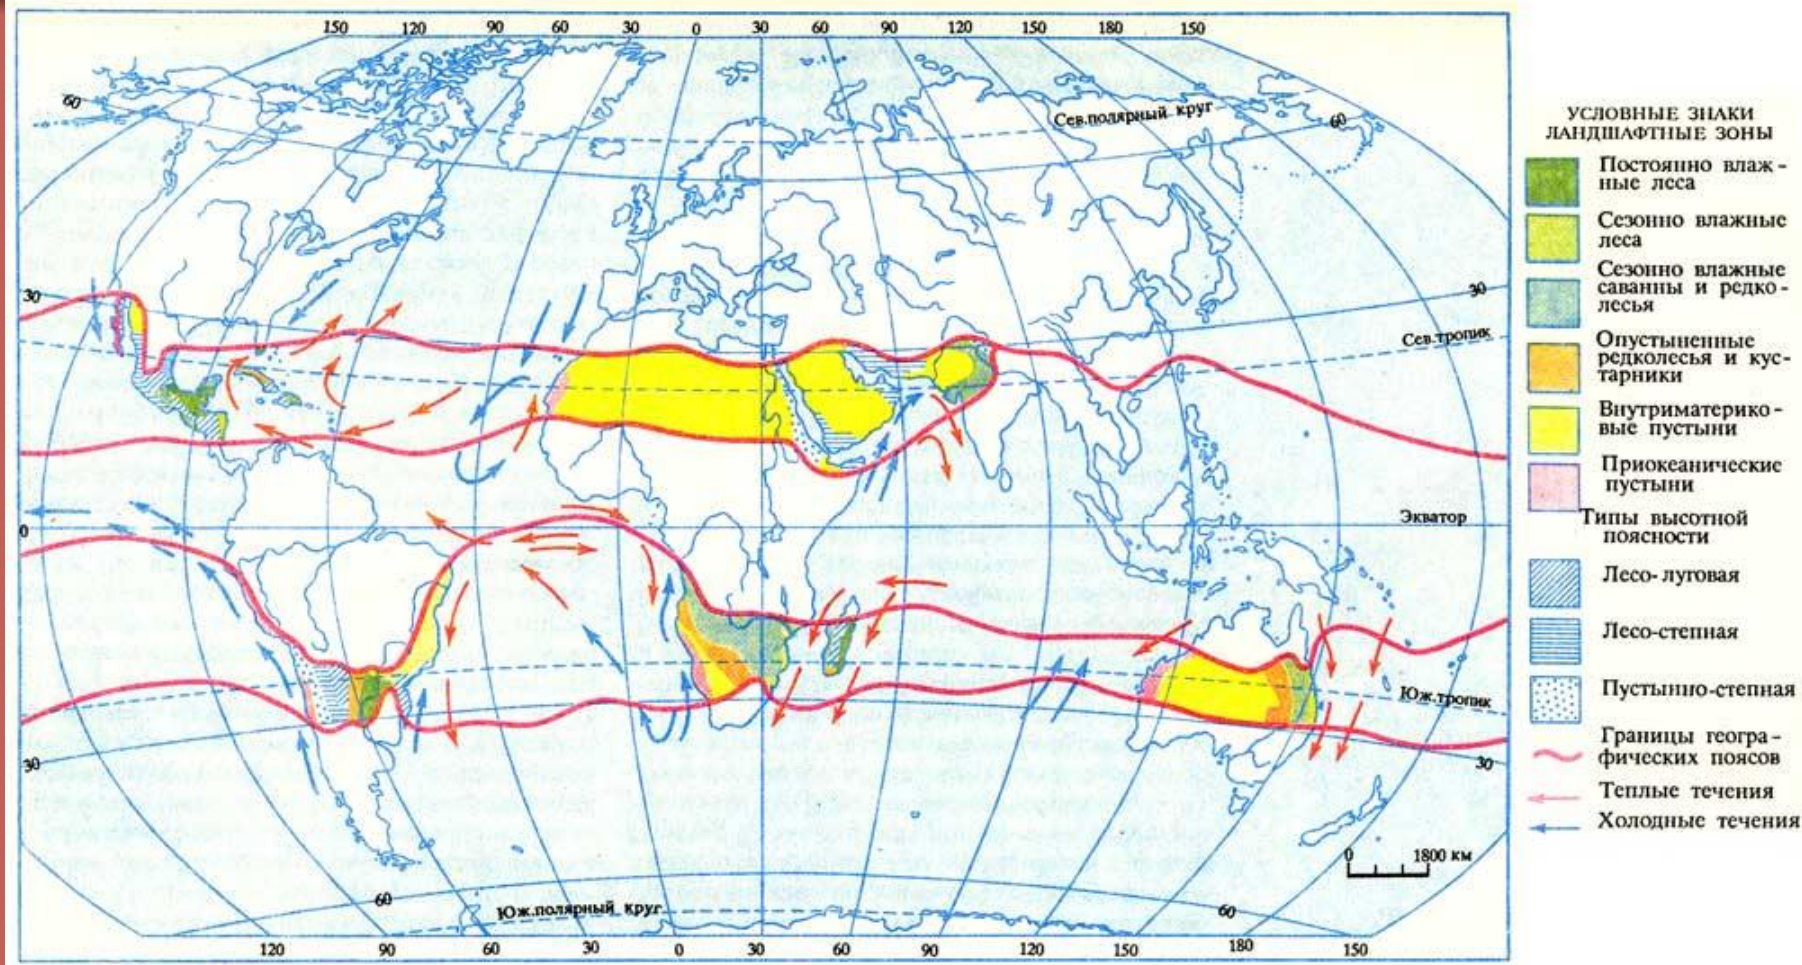 150 120 90 60 30 0 30 60 90 120 150 180 150
60
Сев.полярный круг
60
30
30
Сев.тропик
Экватор
0
Юж.тропик
30
30
0 1800 км
60
Юж.полярный круг
60
120 90 60 30 0 30 60 90 120 150 180 150
УСЛОВНЫЕ ЗНАКИ
ЛАНДШАФТНЫЕ ЗОНЫ
Постоянно влаж-
ные леса
Сезонно влажные
леса
Сезонно влажные
саванны и редко-
лесья
Опустыненные
редколесья и кус-
тарники
Внутриматерико-
вые пустыни
Приокеанические
пустыни
Типы высотной
поясности
Лесо-луговая
Лесо-степная
Пустынно-степная
Границы геогра-
фических поясов
Теплые течения
Холодные течения